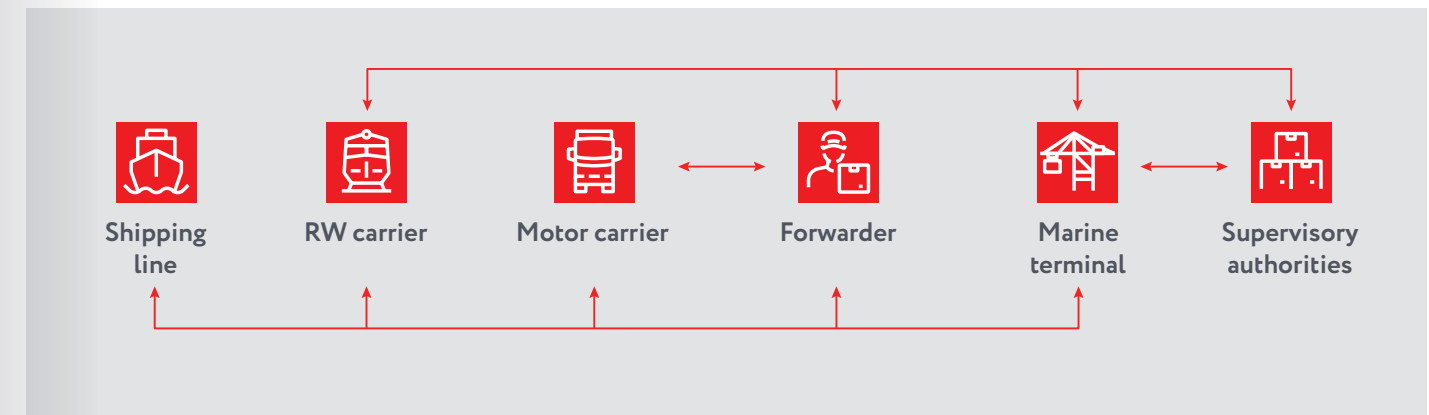 Shipping
line
RW carrier
Motor carrier
Forwarder
Marine
terminal
Supervisory
authorities